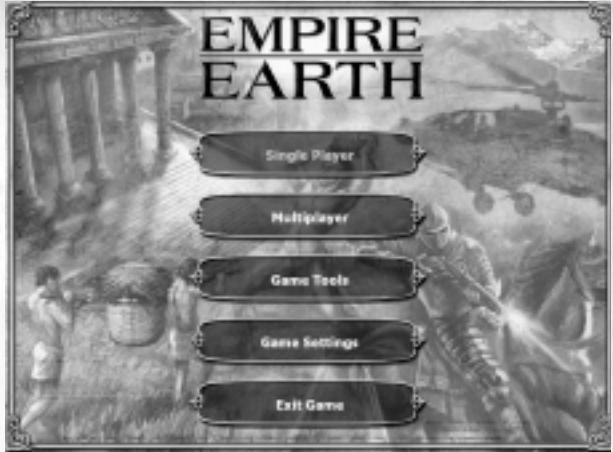 EMPIRE
EARTH
Single Player
Multiplayer
Game Tools
Game Settings
Exit Game